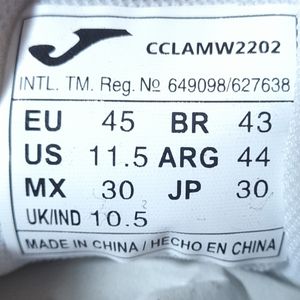 CCLAMW2202
INTL. TM. Reg. № 649098/627638
EU 45 BR 43
US 11.5 ARG 44
MX 30 JP 30
UK/IND 10.5
MADE IN CHINA / HECHO EN CHINA